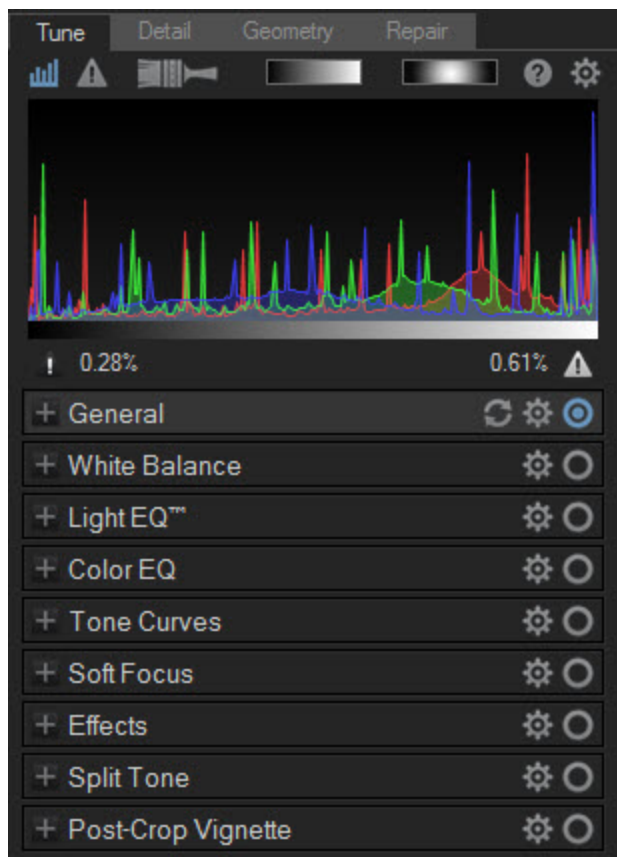 Tune Detail Geometry Repair
0.28% 0.61%
General
White Balance
Light EQ™
Color EQ
Tone Curves
Soft Focus
Effects
Split Tone
Post-Crop Vignette